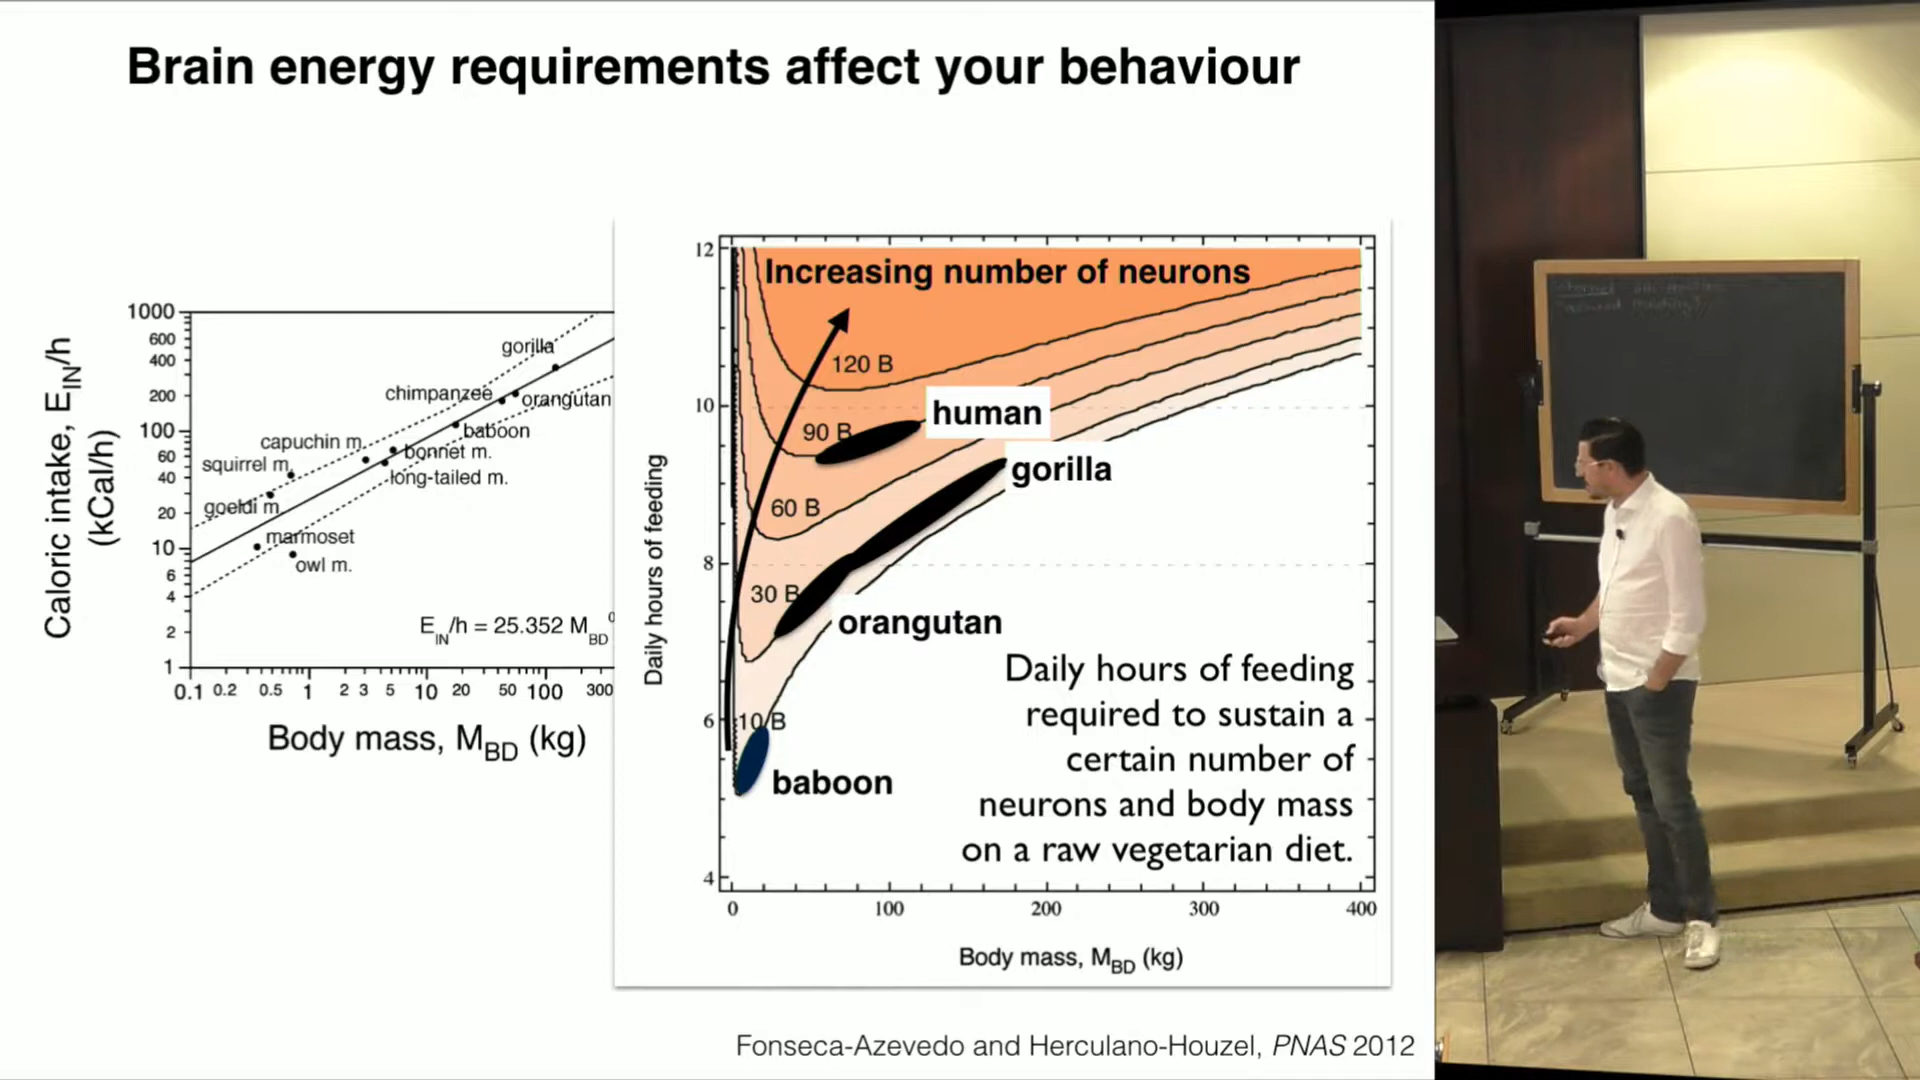 Brain energy requirements affect your behaviour
Caloric intake, E_IN/h
(kCal/h)
1000
600
400
200
100
60
40
20
10
6
4
2
1
gorilla
chimpanzee
orangutan
baboon
capuchin m.
bonnet m.
squirrel m.
long-tailed m.
goeldi m.
marmoset
owl m.
E_IN/h = 25.352 M_BD^0
0.1 0.2 0.5 1 2 3 5 10 20 50 100 300
Body mass, M_BD (kg)
Daily hours of feeding
12
10
8
6
4
Increasing number of neurons
120 B
human
90 B
gorilla
60 B
30 B
orangutan
10 B
baboon
Daily hours of feeding
required to sustain a
certain number of
neurons and body mass
on a raw vegetarian diet.
0 100 200 300 400
Body mass, M_BD (kg)
Fonseca-Azevedo and Herculano-Houzel, PNAS 2012